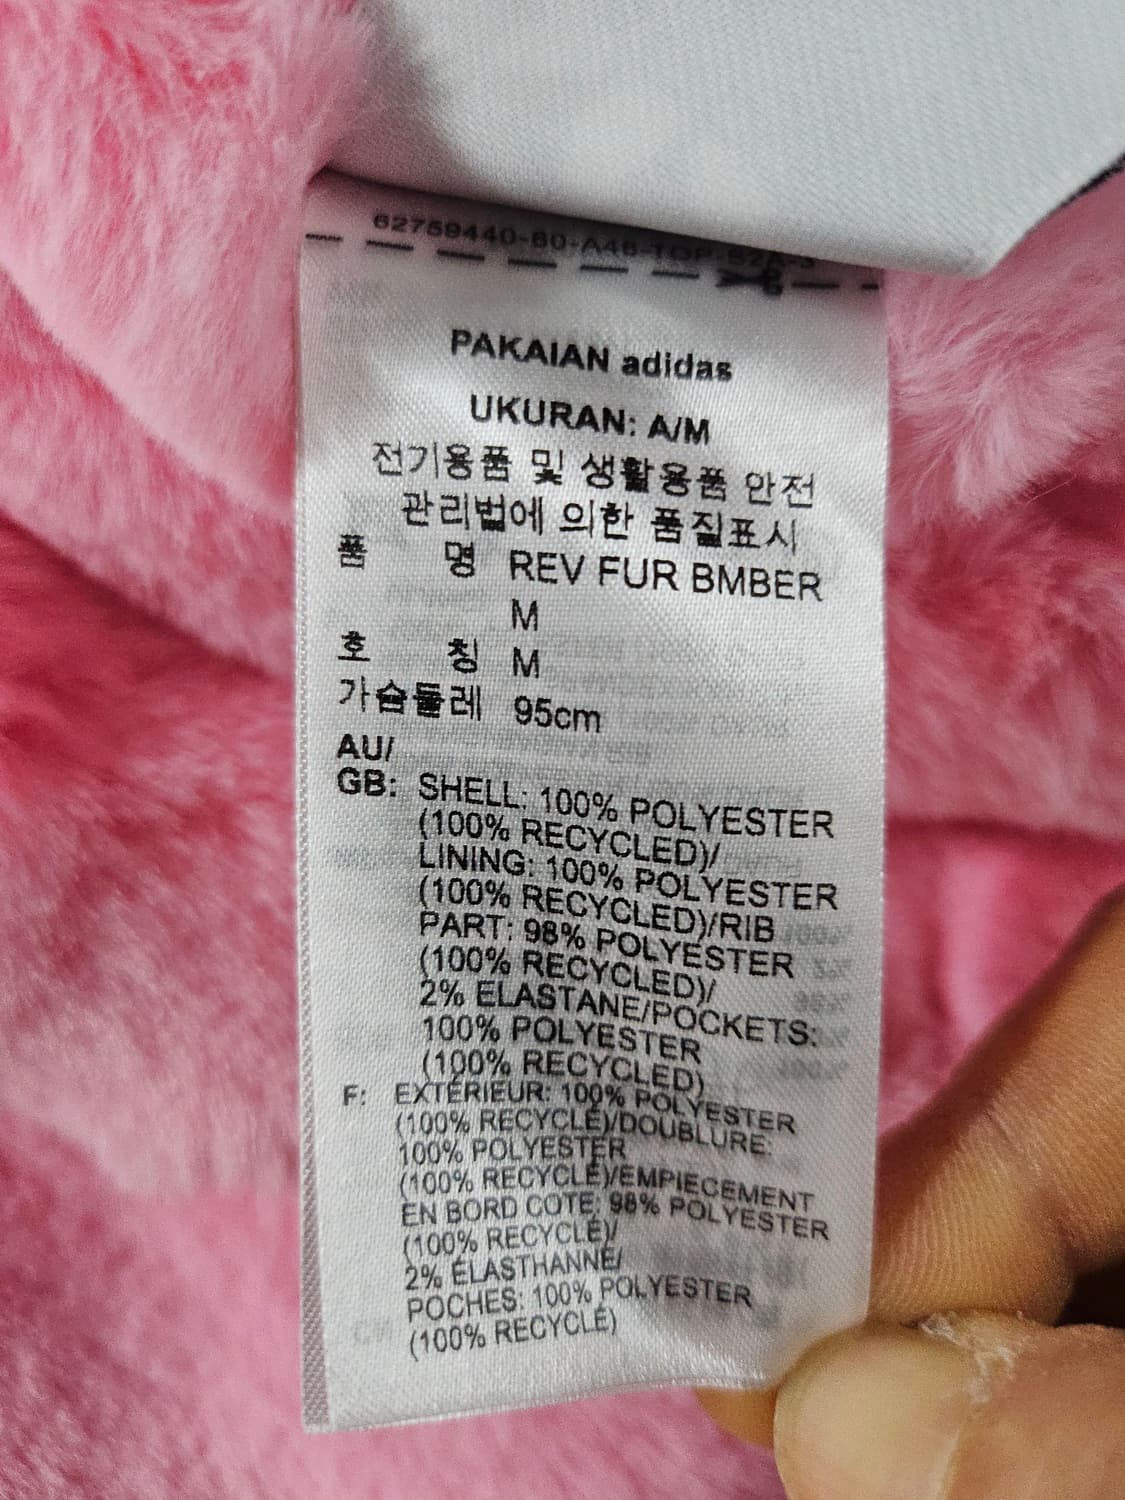 PAKAIAN adidas
UKURAN: A/M
전기용품 및 생활용품 안전
관리법에 의한 품질표시
품 명 REV FUR BMBER
M
호 칭 M
가슴둘레 95cm
AU/
GB: SHELL: 100% POLYESTER
(100% RECYCLED)/
LINING: 100% POLYESTER
(100% RECYCLED)/RIB
PART: 98% POLYESTER
(100% RECYCLED)/
2% ELASTANE/POCKETS:
100% POLYESTER
(100% RECYCLED)
F: EXTÉRIEUR: 100% POLYESTER
(100% RECYCLÉ)/DOUBLURE:
100% POLYESTER
(100% RECYCLÉ)/EMPIECEMENT
EN BORD COTE: 98% POLYESTER
(100% RECYCLÉ)/
2% ÉLASTHANNE/
POCHES: 100% POLYESTER
(100% RECYCLÉ)